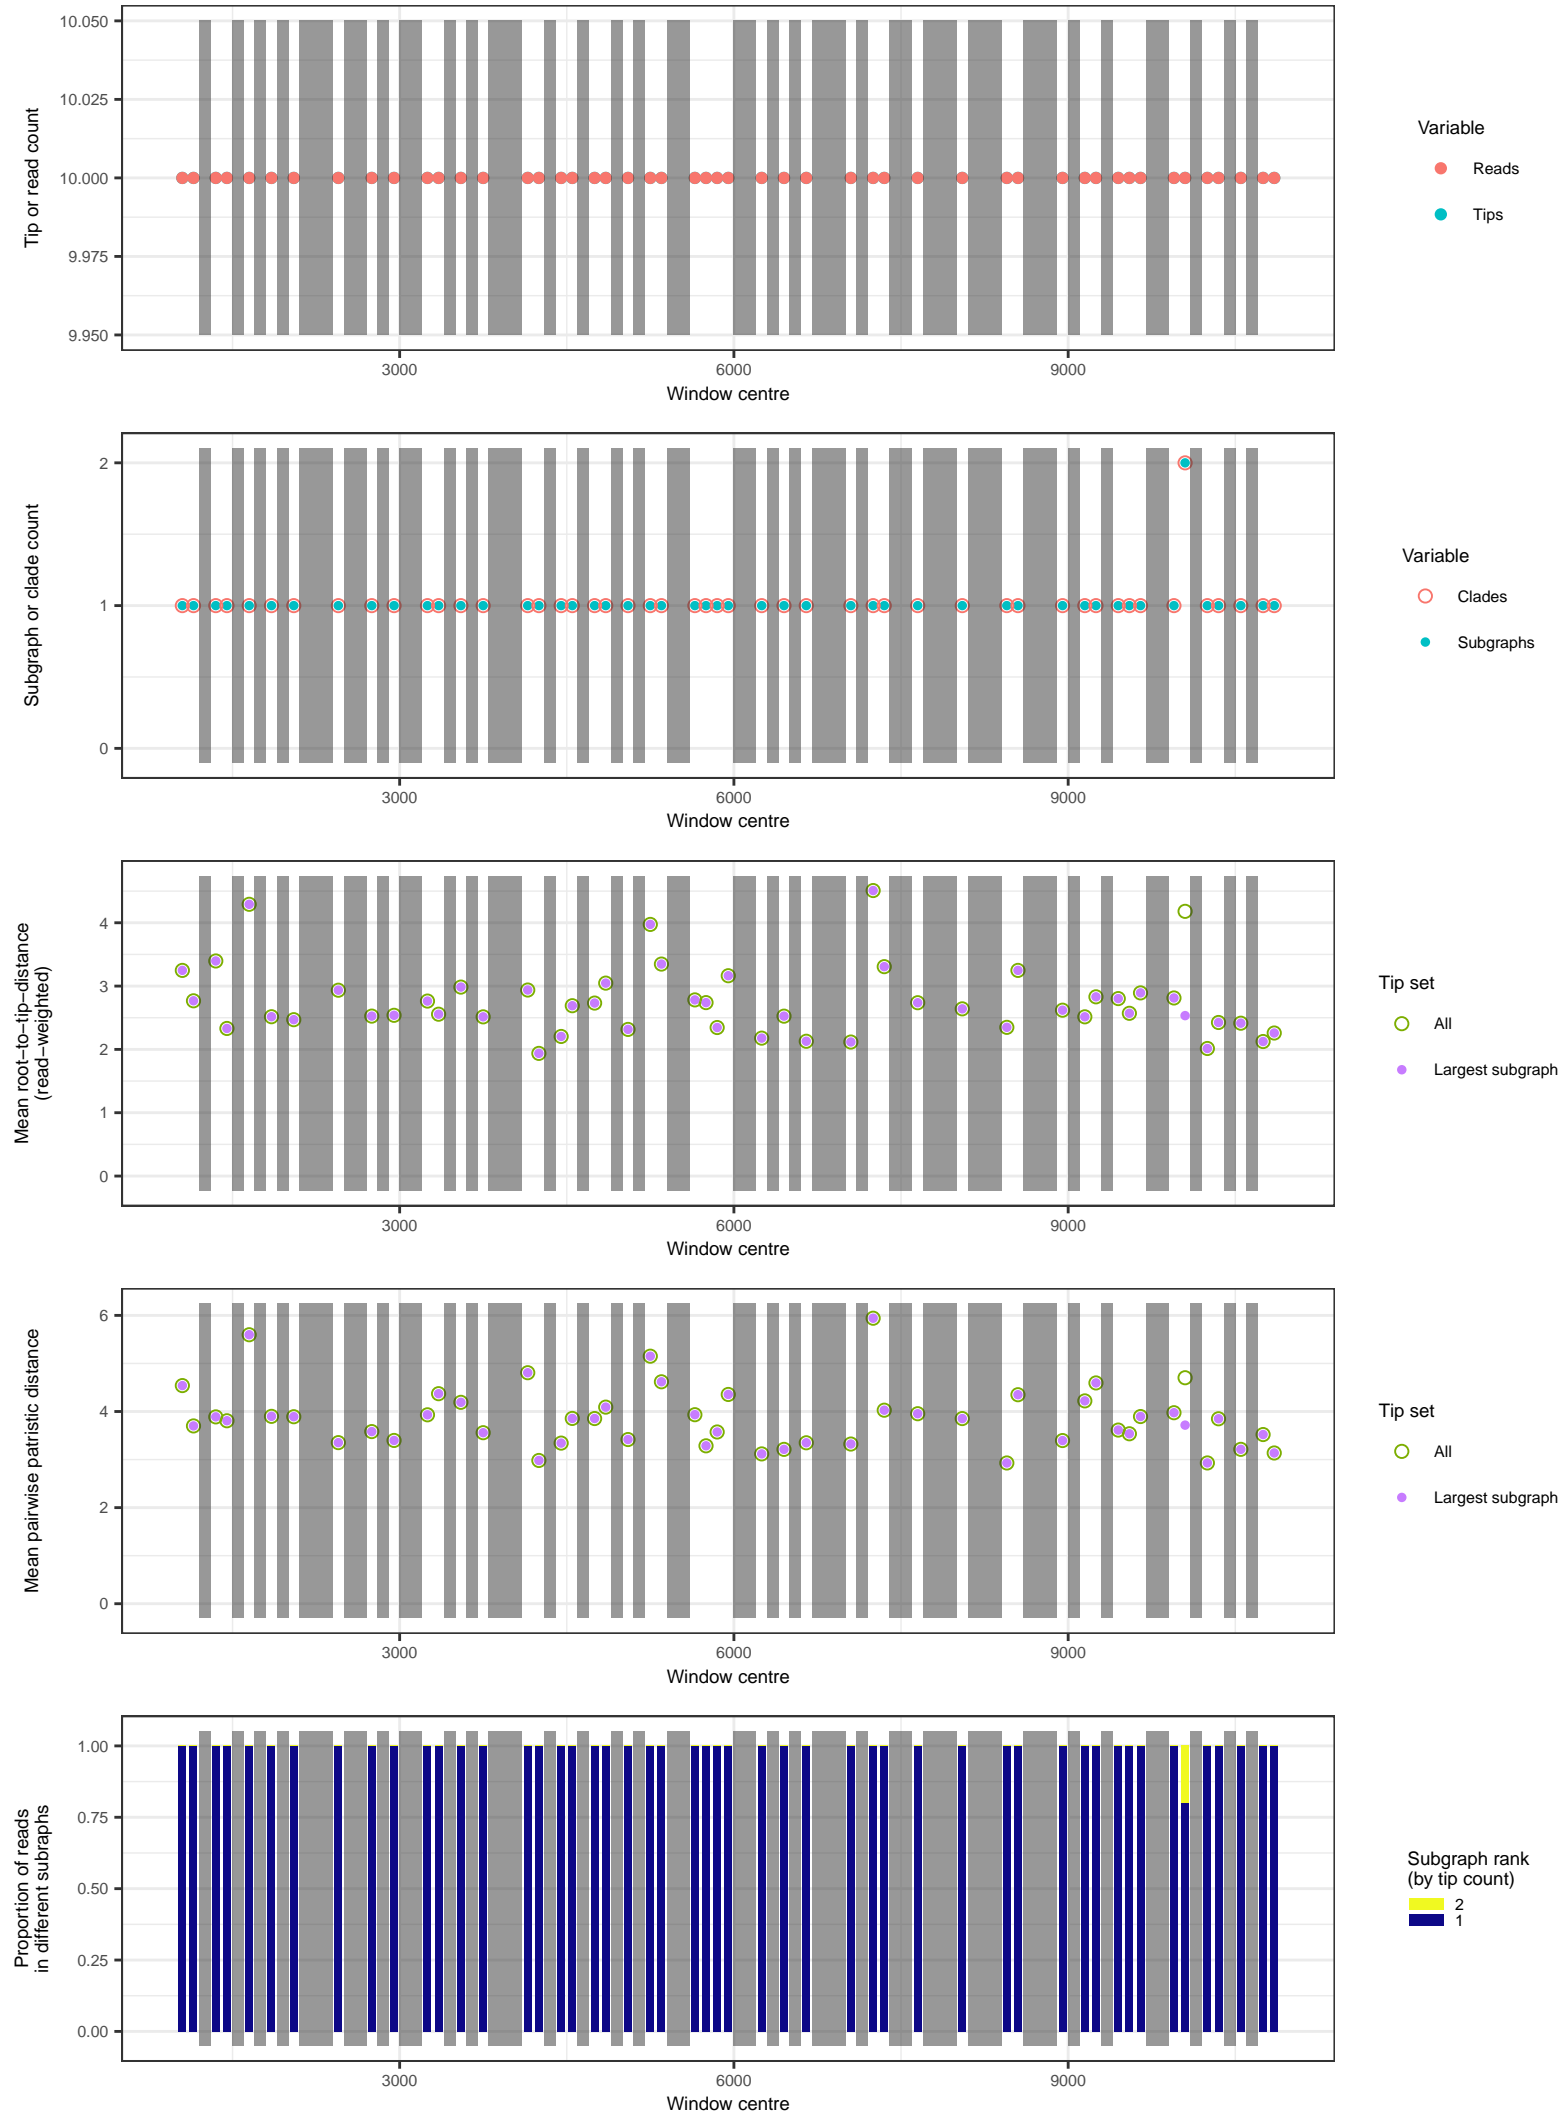 10.050
10.025
10.000
9.975
9.950
Tip or read count
3000 6000 9000
Window centre
Variable
Reads
Tips
2
1
0
Subgraph or clade count
3000 6000 9000
Window centre
Variable
Clades
Subgraphs
4
3
2
1
0
Mean root−to−tip−distance
(read−weighted)
3000 6000 9000
Window centre
Tip set
All
Largest subgraph
6
4
2
0
Mean pairwise patristic distance
3000 6000 9000
Window centre
Tip set
All
Largest subgraph
1.00
0.75
0.50
0.25
0.00
Proportion of reads
in different subraphs
3000 6000 9000
Window centre
Subgraph rank
(by tip count)
2
1